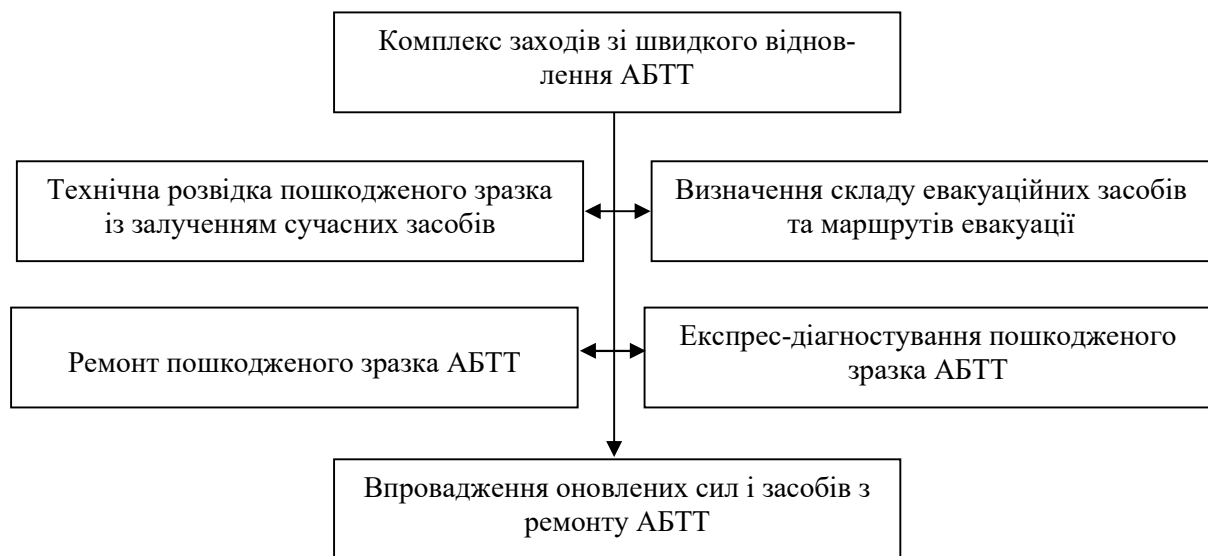 Комплекс заходів зі швидкого віднов-
лення АБТТ
Технічна розвідка пошкодженого зразка
із залученням сучасних засобів
Визначення складу евакуаційних засобів
та маршрутів евакуації
Ремонт пошкодженого зразка АБТТ
Експрес-діагностування пошкодженого
зразка АБТТ
Впровадження оновлених сил і засобів з
ремонту АБТТ